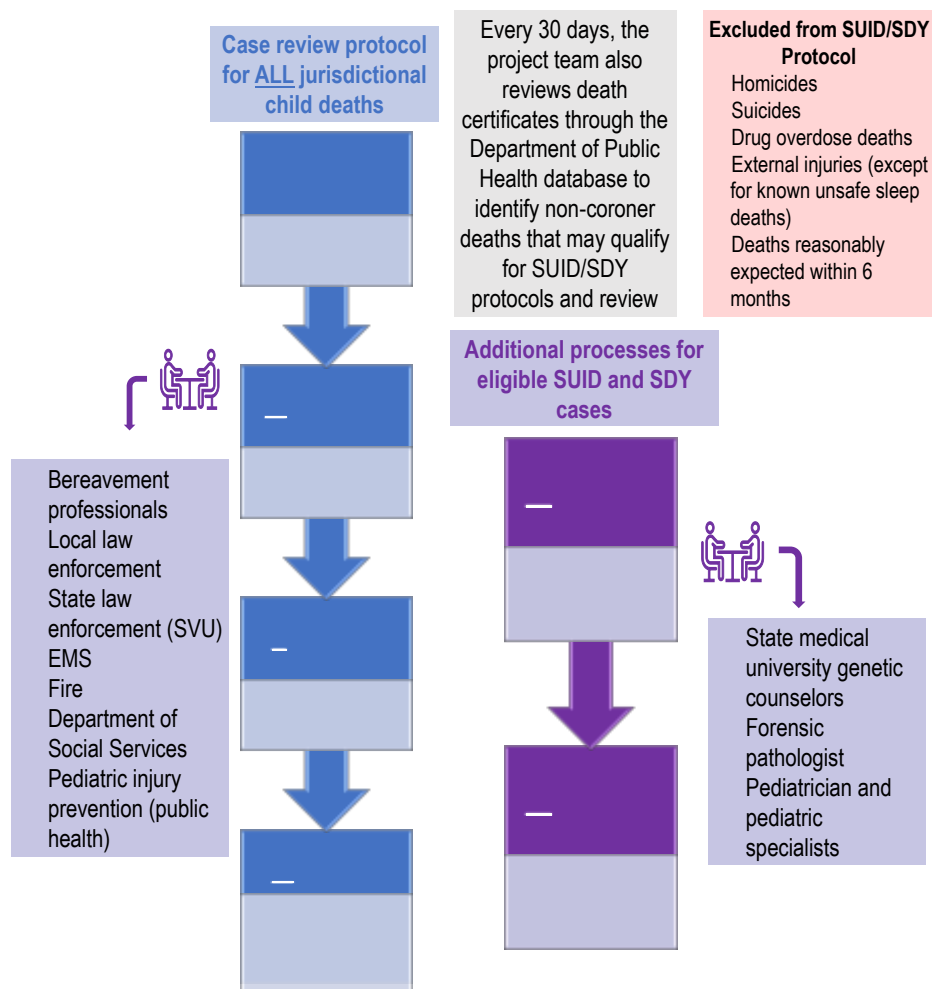 Case review protocol
for ALL jurisdictional
child deaths
Every 30 days, the
project team also
reviews death
certificates through the
Department of Public
Health database to
identify non-coroner
deaths that may qualify
for SUID/SDY
protocols and review
Excluded from SUID/SDY
Protocol
Homicides
Suicides
Drug overdose deaths
External injuries (except
for known unsafe sleep
deaths)
Deaths reasonably
expected within 6
months
Additional processes for
eligible SUID and SDY
cases
Bereavement
professionals
Local law
enforcement
State law
enforcement (SVU)
EMS
Fire
Department of
Social Services
Pediatric injury
prevention (public
health)
State medical
university genetic
counselors
Forensic
pathologist
Pediatrician and
pediatric
specialists